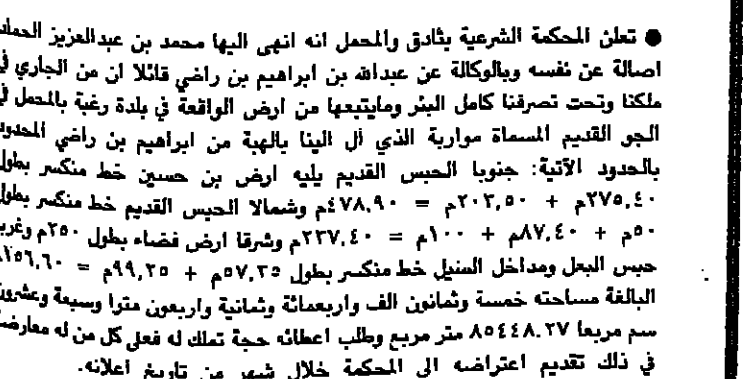 ● تعلن المحكمة الشرعية بثادق والمحمل انه انهى اليها محمد بن عبدالعزيز الحماد
اصالة عن نفسه وبالوكالة عن عبدالله بن ابراهيم بن راضي قائلا ان من الجاري في
ملكنا وتحت تصرفنا كامل البئر ومايتبعها من ارض الواقعة في بلدة رغبة بالمحمل في
الجو القديم المسماة موارية الذي أل الينا بالهبة من ابراهيم بن راضي المحدود
بالحدود الآتية: جنوبا الحبس القديم يليه ارض بن حسين خط منكسر بطول
٢٧٥,٤٠م + ٢٠٣,٥٠م = ٤٧٨,٩٠م وشمالا الحبس القديم خط منكسر بطول
٥٠م + ٨٧,٤٠م + ١٠٠م = ٢٣٧,٤٠م وشرقا ارض فضاء بطول ٢٥٠م وغربا
حبس البعل ومداخل السيل خط منكسر بطول ٥٧,٣٥م + ٩٩,٢٥م = ١٥٦,٦٠م
البالغة مساحته خمسة وثمانون الف واربعمائة وثمانية واربعون مترا وسبعة وعشرون
سم مربعا ٨٥٤٤٨,٢٧ متر مربع وطلب اعطائه حجة تملك له فعلى كل من له معارضة
في ذلك تقديم اعتراضه الى المحكمة خلال شهر من تاريخ اعلانه.